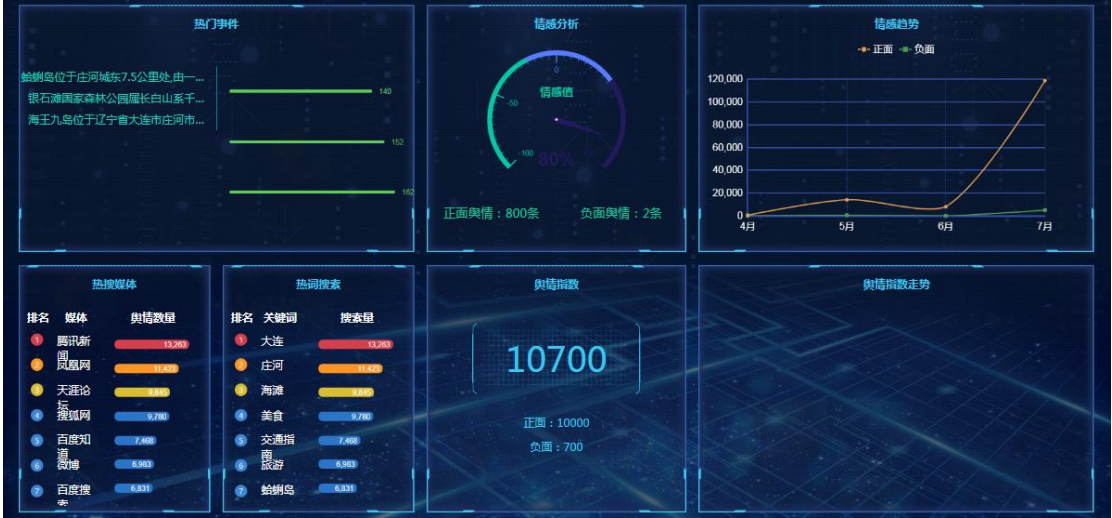 热门事件
蛤蜊岛位于庄河城东7.5公里处,由一...
银石滩国家森林公园属长白山系千...
海王九岛位于辽宁省大连市庄河市...
149
152
162
情感分析
0
-50
-100
情感值
80%
正面舆情：800条
负面舆情：2条
情感趋势
正面
负面
120,000
100,000
80,000
60,000
40,000
20,000
0
4月
5月
6月
7月
热搜媒体
排名 媒体 舆情数量
1 腾讯新闻 13,263
2 凤凰网 11,423
3 天涯论坛 9,845
4 搜狐网 9,780
5 百度知道 7,468
6 微博 6,983
7 百度搜索 6,831
热词搜索
排名 关键词 搜索量
1 大连 13,263
2 庄河 11,423
3 海滩 9,845
4 美食 9,780
5 交通指南 7,468
6 旅游 6,983
7 蛤蜊岛 6,831
舆情指数
10700
正面：10000
负面：700
舆情指数走势